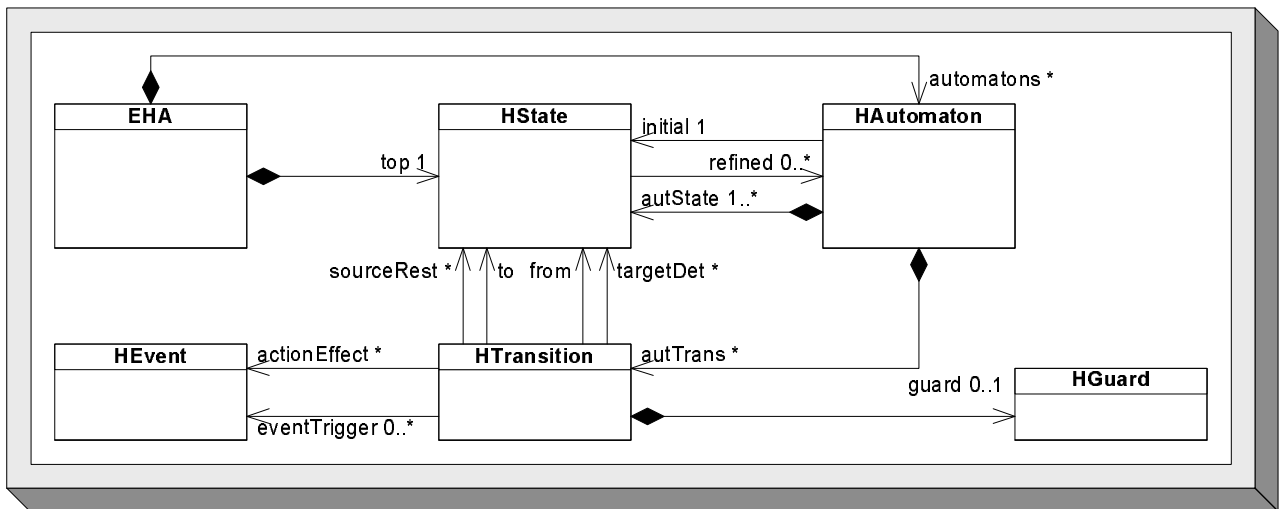 automatons *
EHA
HState
HAutomaton
initial 1
top 1
refined 0..*
autState 1..*
sourceRest *
to
from
targetDet *
HEvent
actionEffect *
HTransition
autTrans *
guard 0..1
HGuard
eventTrigger 0..*